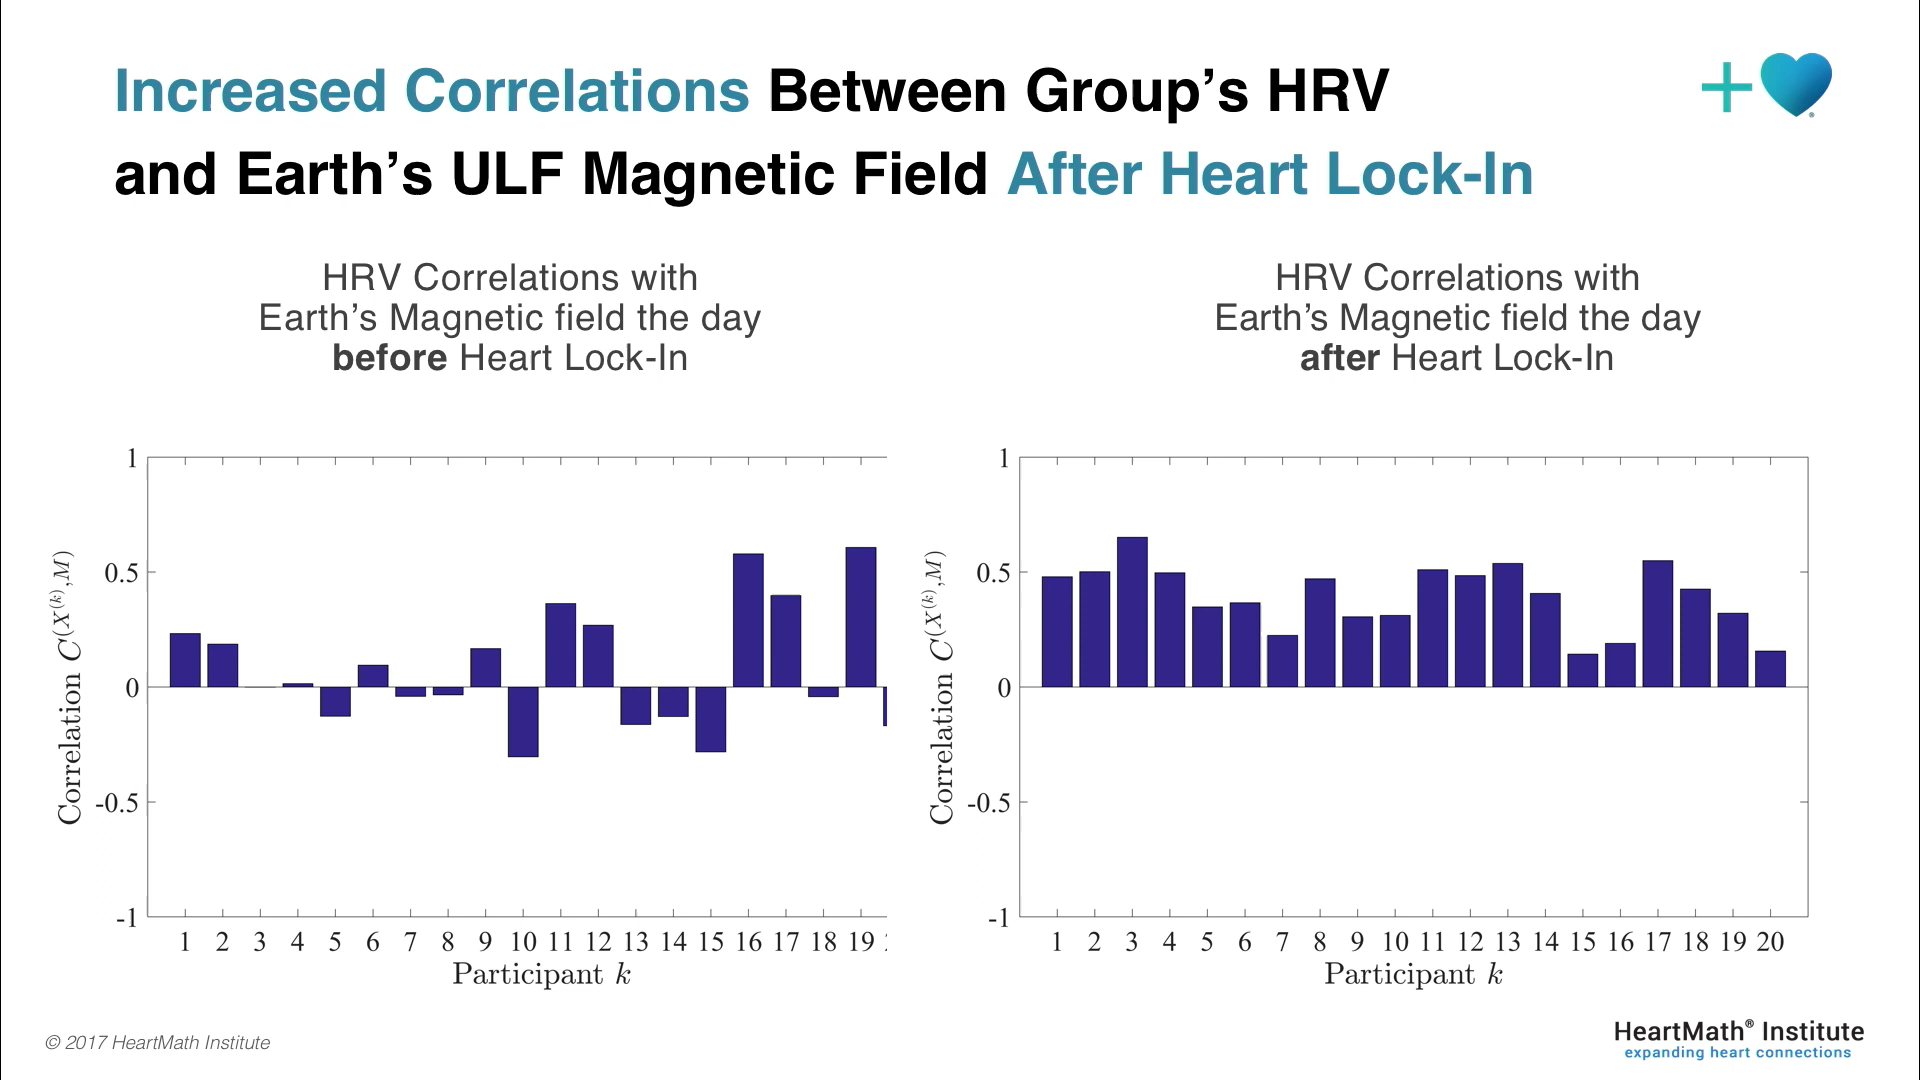 Increased Correlations Between Group’s HRV
and Earth’s ULF Magnetic Field After Heart Lock-In
HRV Correlations with
Earth’s Magnetic field the day
before Heart Lock-In
HRV Correlations with
Earth’s Magnetic field the day
after Heart Lock-In
1
0.5
0
-0.5
-1
Correlation C(X(k),M)
1 2 3 4 5 6 7 8 9 10 11 12 13 14 15 16 17 18 19
Participant k
1
0.5
0
-0.5
-1
Correlation C(X(k),M)
1 2 3 4 5 6 7 8 9 10 11 12 13 14 15 16 17 18 19 20
Participant k
© 2017 HeartMath Institute
HeartMath® Institute
expanding heart connections